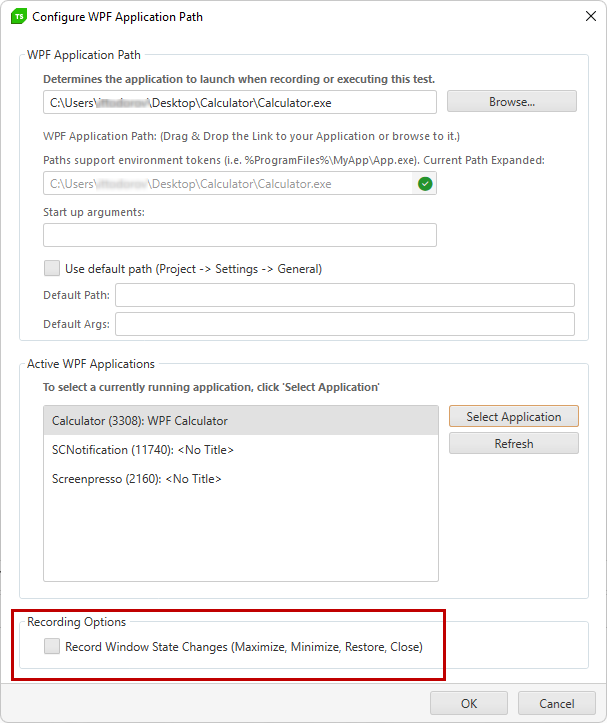 TS Configure WPF Application Path
WPF Application Path
Determines the application to launch when recording or executing this test.
C:\Users\ \Desktop\Calculator\Calculator.exe
Browse...
WPF Application Path: (Drag & Drop the Link to your Application or browse to it.)
Paths support environment tokens (i.e. %ProgramFiles%\MyApp\App.exe). Current Path Expanded:
C:\Users\ \Desktop\Calculator\Calculator.exe
Start up arguments:
Use default path (Project -> Settings -> General)
Default Path:
Default Args:
Active WPF Applications
To select a currently running application, click 'Select Application'
Calculator (3308): WPF Calculator
Select Application
SCNotification (11740): <No Title>
Refresh
Screenpresso (2160): <No Title>
Recording Options
Record Window State Changes (Maximize, Minimize, Restore, Close)
OK
Cancel